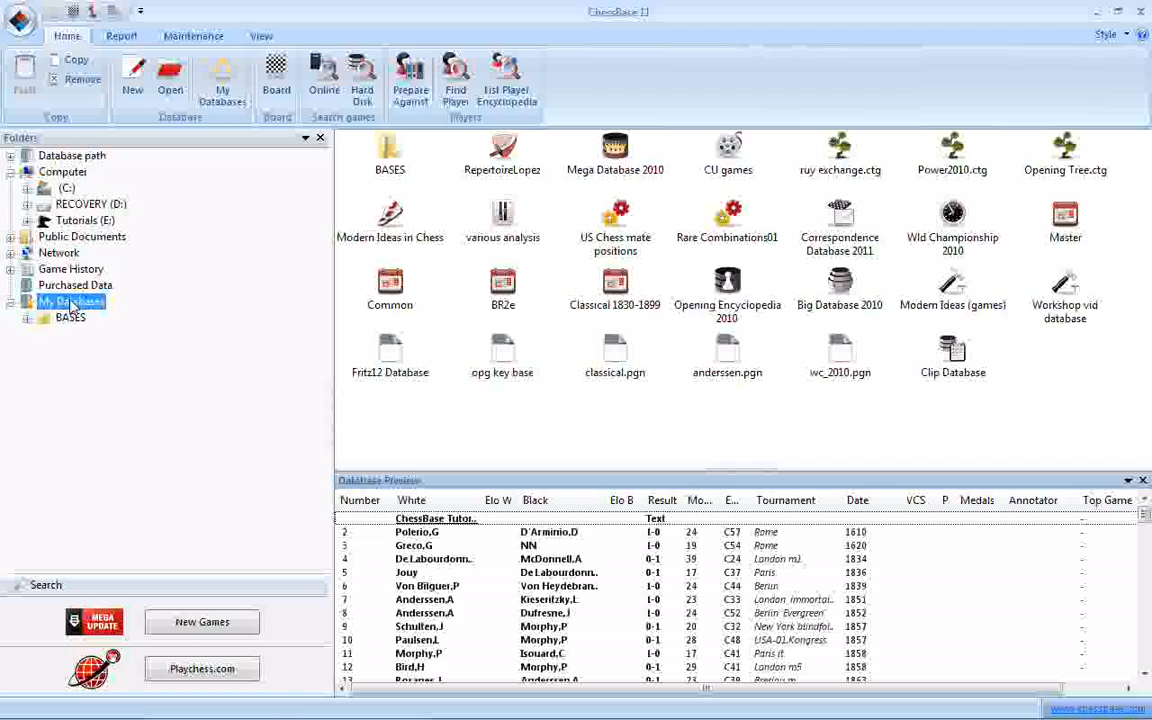 ChessBase 11
Home Report Maintenance View Style
Copy
Remove
New Open My Databases Board Online Hard Disk Prepare Against Find Player List Player Encyclopedia
Copy Database Board Search games Players
Folders
Database path
Computer
(C:)
RECOVERY (D:)
Tutorials (E:)
Public Documents
Network
Game History
Purchased Data
My Databases
BASES
BASES RepertoireLopez Mega Database 2010 CU games ruy exchange.ctg Power2010.ctg Opening Tree.ctg
Modern Ideas in Chess various analysis US Chess mate positions Rare Combinations01 Correspondence Database 2011 Wld Championship 2010 Master
Common BR2e Classical 1830-1899 Opening Encyclopedia 2010 Big Database 2010 Modern Ideas (games) Workshop vid database
Fritz12 Database opg key base classical.pgn anderssen.pgn wc_2010.pgn Clip Database
Database Preview
Number White Elo W Black Elo B Result Mo... E... Tournament Date VCS P Medals Annotator Top Game
ChessBase Tutor.. Text -
2 Polerio,G D'Arminio,D 1-0 24 C57 Rome 1610 -
3 Greco,G NN 1-0 19 C54 Rome 1620 -
4 De Labourdonn.. McDonnell,A 0-1 39 C24 London m1 1834 -
5 Jouy De Labourdonn.. 0-1 17 C37 Paris 1836 -
6 Von Bilguer,P Von Heydebran.. 1-0 24 C44 Berlin 1839 -
7 Anderssen,A Kieseritzky,L 1-0 23 C33 London 'Immortal.. 1851 -
8 Anderssen,A Dufresne,J 1-0 24 C52 Berlin 'Evergreen' 1852 -
9 Schulten,J Morphy,P 0-1 20 C32 New York blindfol.. 1857 -
10 Paulsen,L Morphy,P 0-1 28 C48 USA-01.Kongress 1857 -
11 Morphy,P Isouard,C 1-0 17 C41 Paris it 1858 -
12 Bird,H Morphy,P 0-1 29 C41 London m5 1858 -
13 Rosanes,J Anderssen,A 0-1 23 C39 Breslau m1 1863 -
Search
MEGA UPDATE New Games
Playchess.com
www.chessbase.com